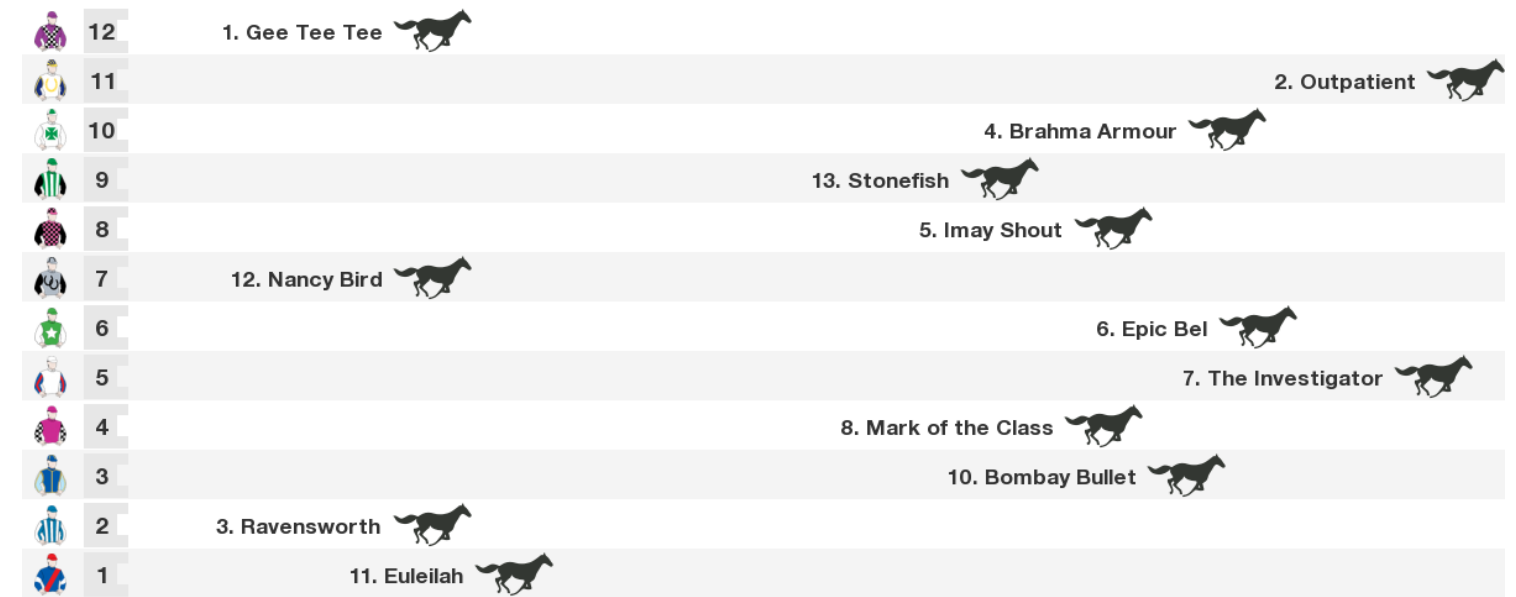 12 1. Gee Tee Tee
11 2. Outpatient
10 4. Brahma Armour
9 13. Stonefish
8 5. Imay Shout
7 12. Nancy Bird
6 6. Epic Bel
5 7. The Investigator
4 8. Mark of the Class
3 10. Bombay Bullet
2 3. Ravensworth
1 11. Euleilah